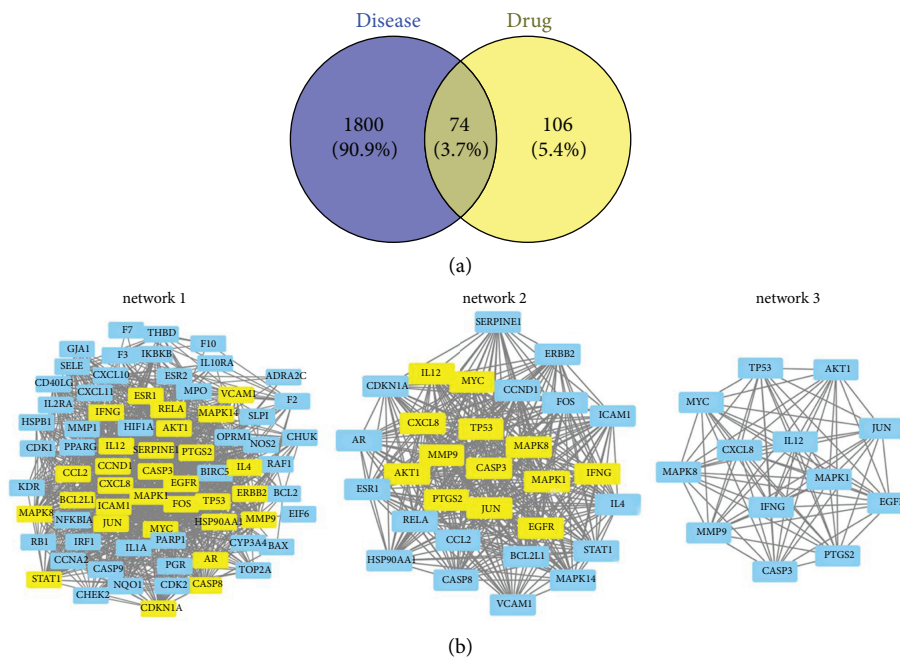 Disease Drug
1800 74 106
(90.9%) (3.7%) (5.4%)
(a)
network 1 network 2 network 3
F7 THBD
F10
GJA1 F3 IKBKB
SELE IL10RA
CXCL10 ESR2 ADRA2C
CD40LG CXCL11 MPO
ESR1 VCAM1
IL2RA IFNG RELA MAPK14 F2
HSPB1 MMP1 HIF1A AKT1 SLPI
CDK1 PPARG IL12 SERPINE1 PTGS2 OPRM1 NOS2 CHUK
CCL2 CCND1 CASP3 BIRC5 IL4 RAF1
KDR CXCL8 EGFR
BCL2L1 MAPK1 ERBB2 BCL2
MAPK8 ICAM1 FOS TP53
NFKBIA JUN HSP90AA1 MMP9 EIF6
RB1 IRF1 MYC PARP1
IL1A CYP3A4 BAX
CCNA2 CASP9 PGR TOP2A
STAT1 NQO1 CDK2 CASP8
CHEK2
CDKN1A
SERPINE1
IL12 ERBB2
CDKN1A MYC CCND1
FOS
CXCL8 TP53 ICAM1
AR MMP9 MAPK8
AKT1 CASP3 MAPK1 IFNG
ESR1 PTGS2
JUN IL4
RELA EGFR
CCL2
HSP90AA1 BCL2L1 STAT1
CASP8 MAPK14
VCAM1
TP53 AKT1
MYC
JUN
CXCL8 IL12
MAPK8 MAPK1
IFNG
MMP9
PTGS2
CASP3
(b)